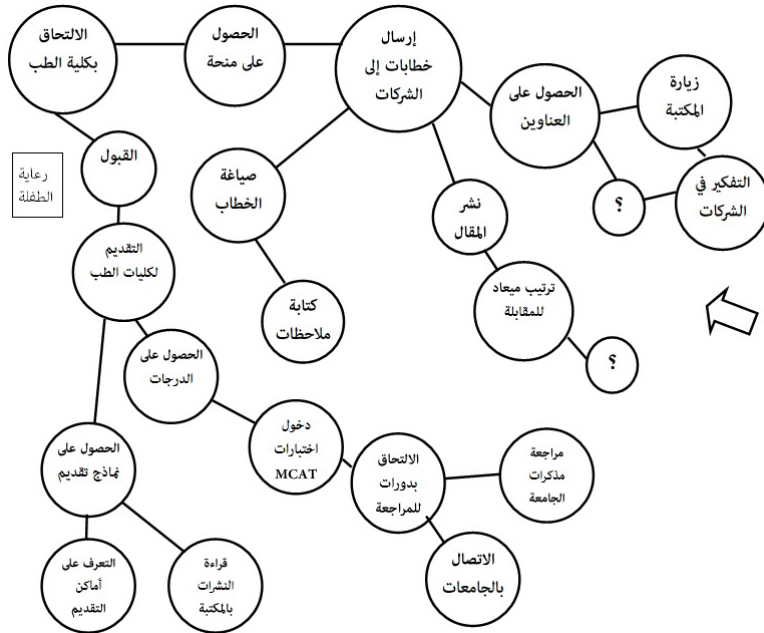 إرسال
خطابات إلى
الشركات
الحصول
على منحة
الالتحاق
بكلية الطب
زيارة
المكتبة
الحصول على
العناوين
التفكير في
الشركات
؟
القبول
رعاية
الطفلة
صياغة
الخطاب
نشر
المقال
التقديم
لكليات الطب
ترتيب ميعاد
للمقابلة
كتابة
ملاحظات
؟
الحصول على
الدرجات
دخول
اختبارات
MCAT
الالتحاق
بدورات
للمراجعة
مراجعة
مذكرات
الجامعة
الحصول على
نماذج تقديم
الاتصال
بالجامعات
قراءة
النشرات
بالمكتبة
التعرف على
أماكن
التقديم